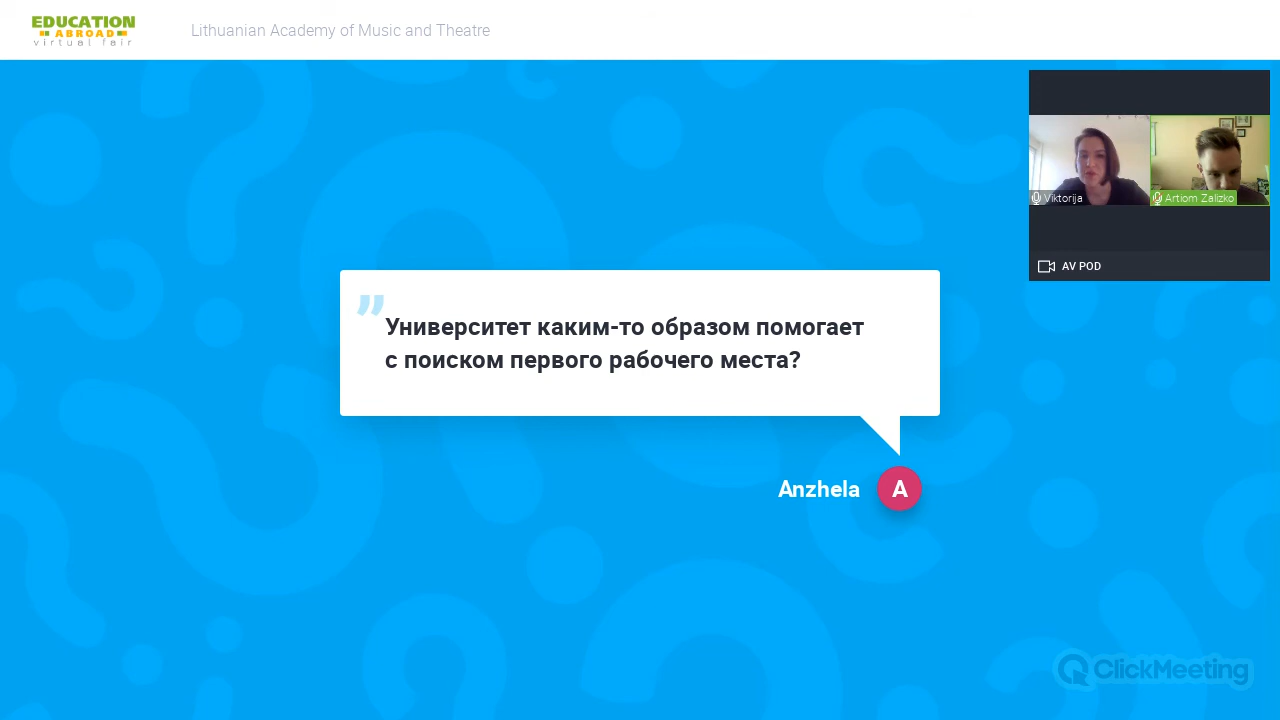 EDUCATION
ABROAD
virtual fair
Lithuanian Academy of Music and Theatre
Viktorija
Artiom Zalizko
AV POD
" Университет каким-то образом помогает
с поиском первого рабочего места?
Anzhela A
ClickMeeting